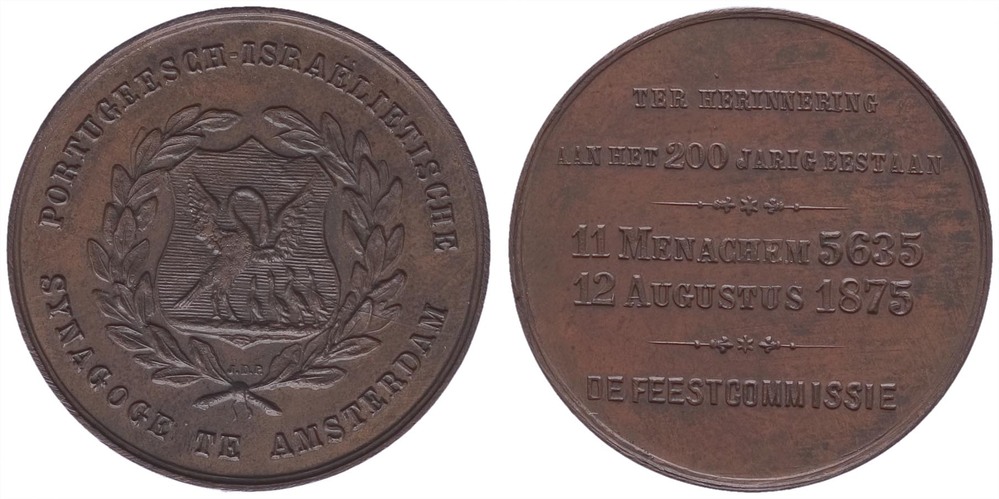 PORTUGEESCH-ISRAËLIETISCHE
SYNAGOGE TE AMSTERDAM
J.D.P.
TER HERINNERING
AAN HET 200 JARIG BESTAAN
11 MENACHEM 5635
12 AUGUSTUS 1875
DE FEESTCOMMISSIE